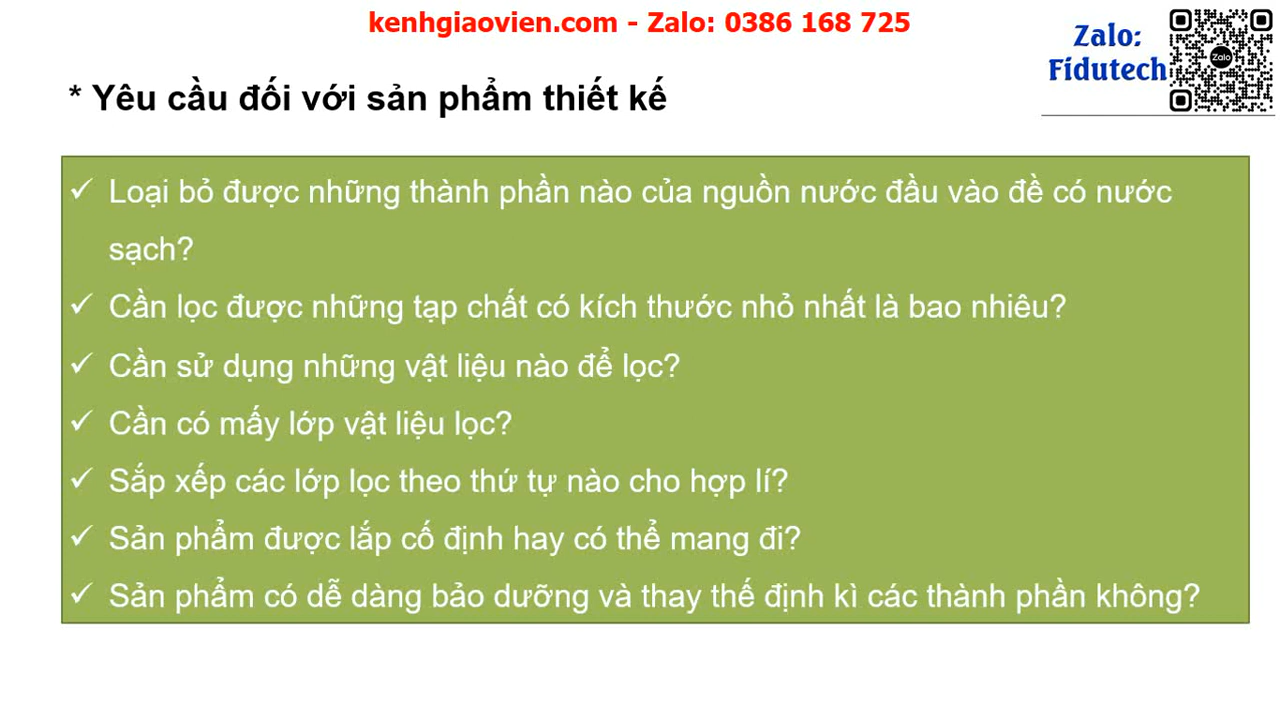 kenhgiaovien.com - Zalo: 0386 168 725
Zalo:
Fidutech
Zalo
* Yêu cầu đối với sản phẩm thiết kế
✓ Loại bỏ được những thành phần nào của nguồn nước đầu vào đề có nước
sạch?
✓ Cần lọc được những tạp chất có kích thước nhỏ nhất là bao nhiêu?
✓ Cần sử dụng những vật liệu nào để lọc?
✓ Cần có mấy lớp vật liệu lọc?
✓ Sắp xếp các lớp lọc theo thứ tự nào cho hợp lí?
✓ Sản phẩm được lắp cố định hay có thể mang đi?
✓ Sản phẩm có dễ dàng bảo dưỡng và thay thế định kì các thành phần không?